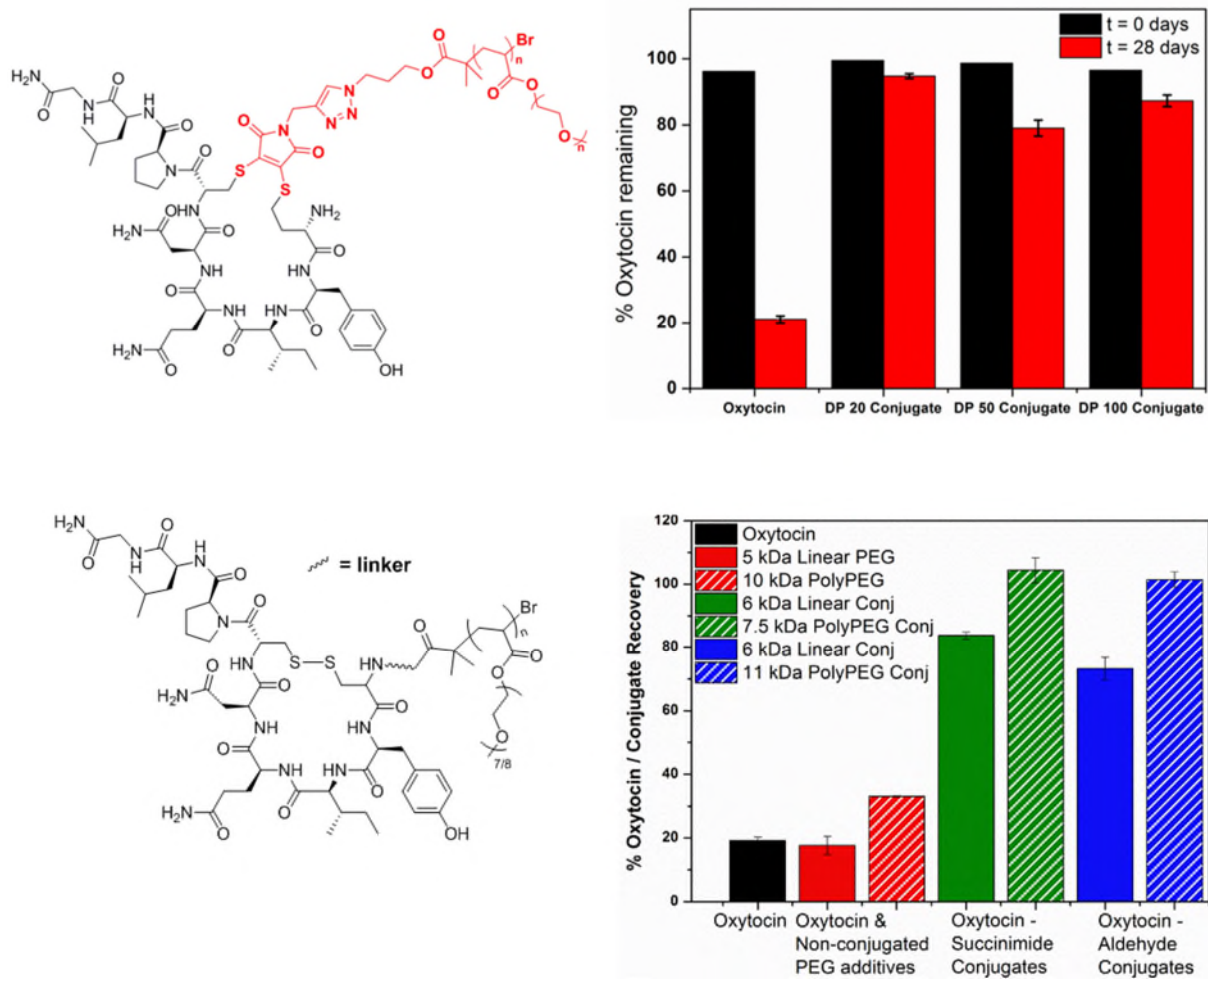 H₂N
O
O
N
H
O
NH
O
N
O
S
O
N
O
S
N
N=N
O
O
Br
n
O
O
O
n
OHN
H₂N
O
O
NH
O
O
NH
HN
O
NH₂
O
HN
O
H₂N
O
OH
t = 0 days
t = 28 days
% Oxytocin remaining
100
80
60
40
20
0
Oxytocin
DP 20 Conjugate
DP 50 Conjugate
DP 100 Conjugate
H₂N
O
O
NH
O
NH
O
N
O
= linker
HN
S–S
HN
O
Br
n
O
O
O
7/8
H₂N
O
O
O
NH
O
NH
O
HN
O
HN
O
H₂N
O
OH
% Oxytocin / Conjugate Recovery
120
100
80
60
40
20
0
Oxytocin
5 kDa Linear PEG
10 kDa PolyPEG
6 kDa Linear Conj
7.5 kDa PolyPEG Conj
6 kDa Linear Conj
11 kDa PolyPEG Conj
Oxytocin
Oxytocin &
Non-conjugated
PEG additives
Oxytocin -
Succinimide
Conjugates
Oxytocin -
Aldehyde
Conjugates